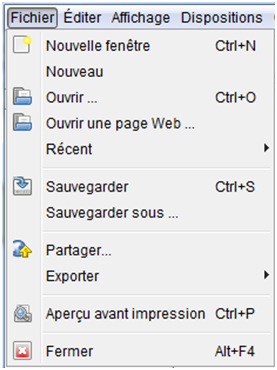 Fichier Éditer Affichage Dispositions
Nouvelle fenêtre Ctrl+N
Nouveau
Ouvrir ... Ctrl+O
Ouvrir une page Web ...
Récent
Sauvegarder Ctrl+S
Sauvegarder sous ...
Partager...
Exporter
Aperçu avant impression Ctrl+P
Fermer Alt+F4